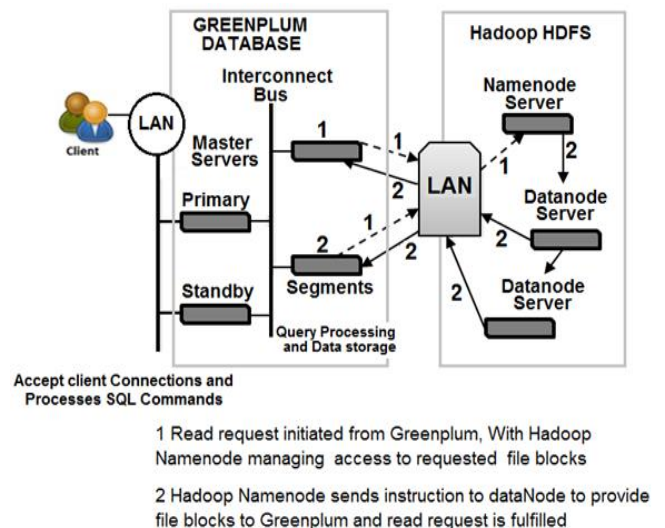 GREENPLUM
DATABASE
Hadoop HDFS
Interconnect
Bus
Namenode
Server
Client
LAN
Master
Servers
1
1
2
LAN
1
2
Primary
1
Datanode
Server
2
Segments
2
2
Standby
2
Datanode
Server
Query Processing
and Data storage
Accept client Connections and
Processes SQL Commands
1 Read request initiated from Greenplum, With Hadoop
Namenode managing access to requested file blocks
2 Hadoop Namenode sends instruction to dataNode to provide
file blocks to Greenplum and read request is fulfilled